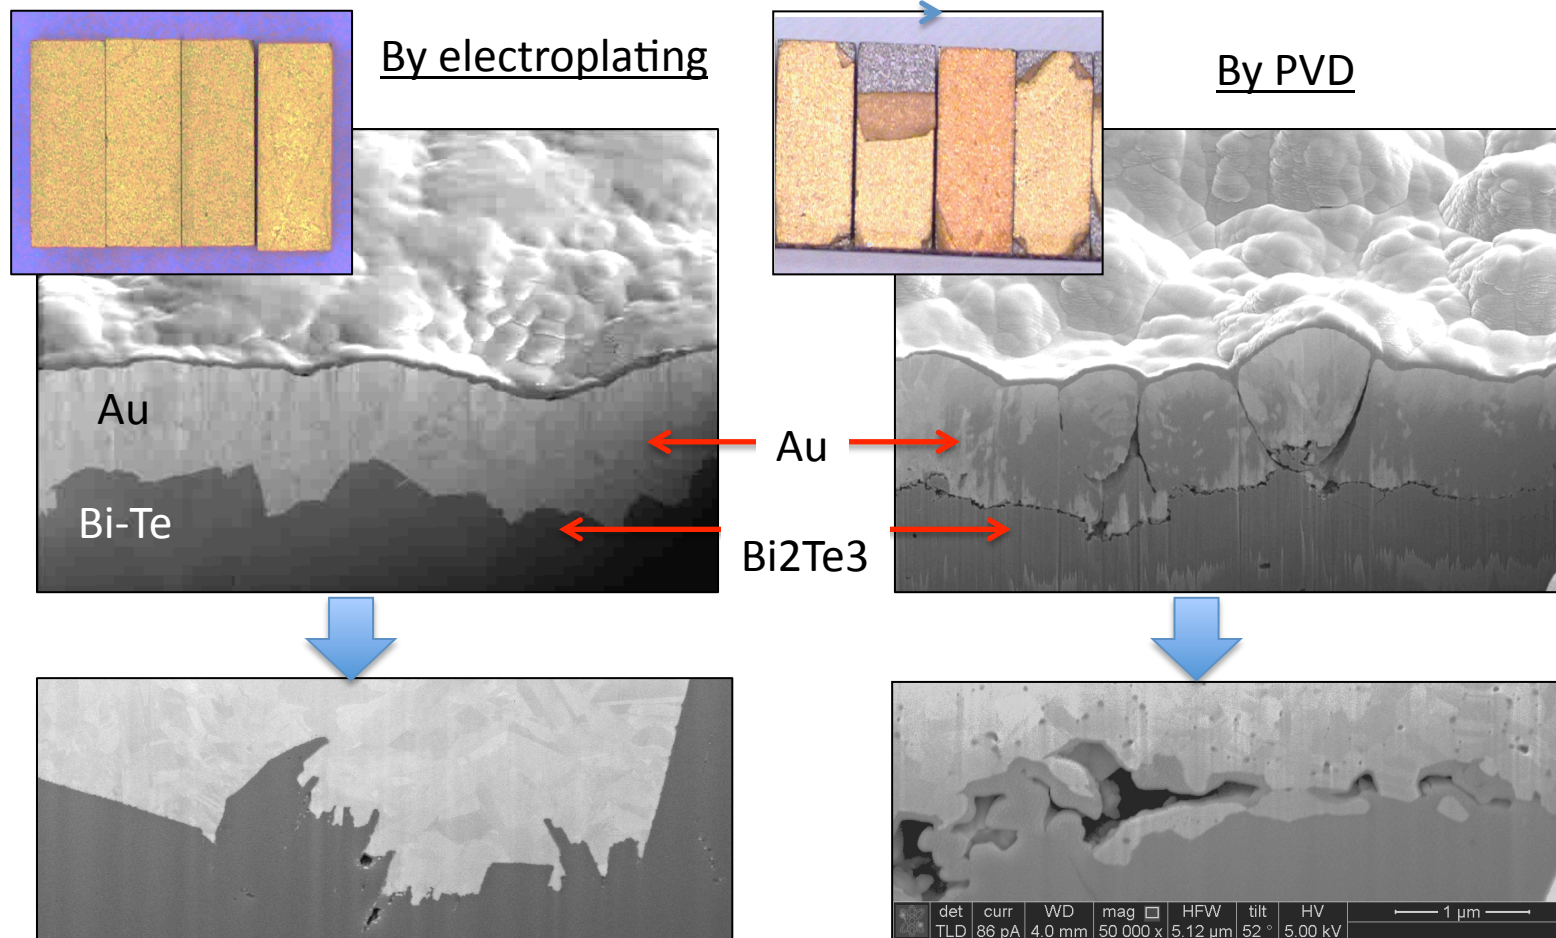 By electroplating
By PVD
Au
Au
Bi-Te
Bi2Te3
det curr WD mag HFW tilt HV
1 µm
TLD 86 pA 4.0 mm 50 000 x 5.12 µm 52 ° 5.00 kV